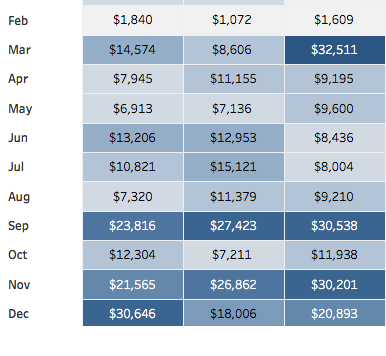 Feb $1,840 $1,072 $1,609
Mar $14,574 $8,606 $32,511
Apr $7,945 $11,155 $9,195
May $6,913 $7,136 $9,600
Jun $13,206 $12,953 $8,436
Jul $10,821 $15,121 $8,004
Aug $7,320 $11,379 $9,210
Sep $23,816 $27,423 $30,538
Oct $12,304 $7,211 $11,938
Nov $21,565 $26,862 $30,201
Dec $30,646 $18,006 $20,893